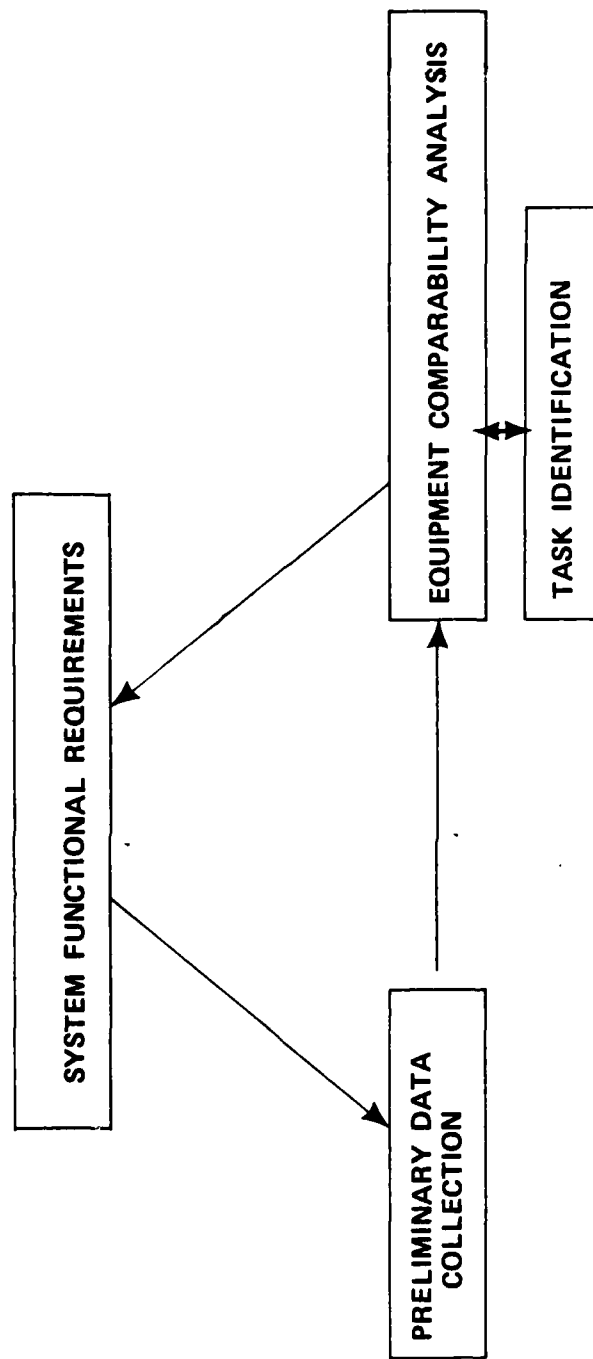 SYSTEM FUNCTIONAL REQUIREMENTS
PRELIMINARY DATA
COLLECTION
EQUIPMENT COMPARABILITY ANALYSIS
TASK IDENTIFICATION